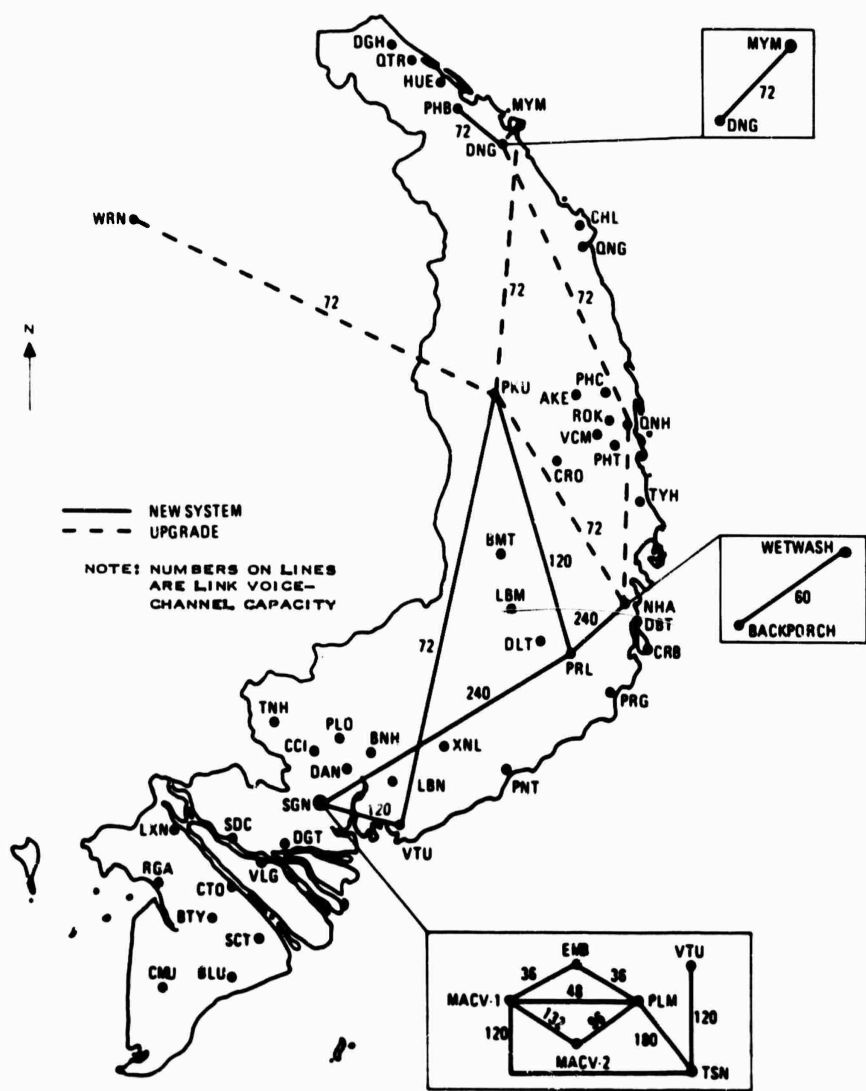 DGH
QTR
HUE
PHB
72
MYM
DNG
MYM
72
DNG
WRN
CHL
QNG
72
72
72
N
PKU
AKE
PHC
ROK
QNH
VCM
PHT
CRO
TYH
NEW SYSTEM
UPGRADE
NOTE: NUMBERS ON LINES
ARE LINK VOICE-
CHANNEL CAPACITY
72
BMT
120
WETWASH
60
BACKPORCH
LBM
NHA
240
DBT
72
DLT
PRL
CRB
240
PRG
TNH
PLO
CCI
BNH
XNL
DAN
LBN
PNT
SGN
120
VTU
LXN
SDC
DGT
VLG
RGA
CTO
BTY
SCT
CMU
BLU
EMB
VTU
36
36
MACV-1
48
PLM
132
120
180
120
MACV-2
TSN